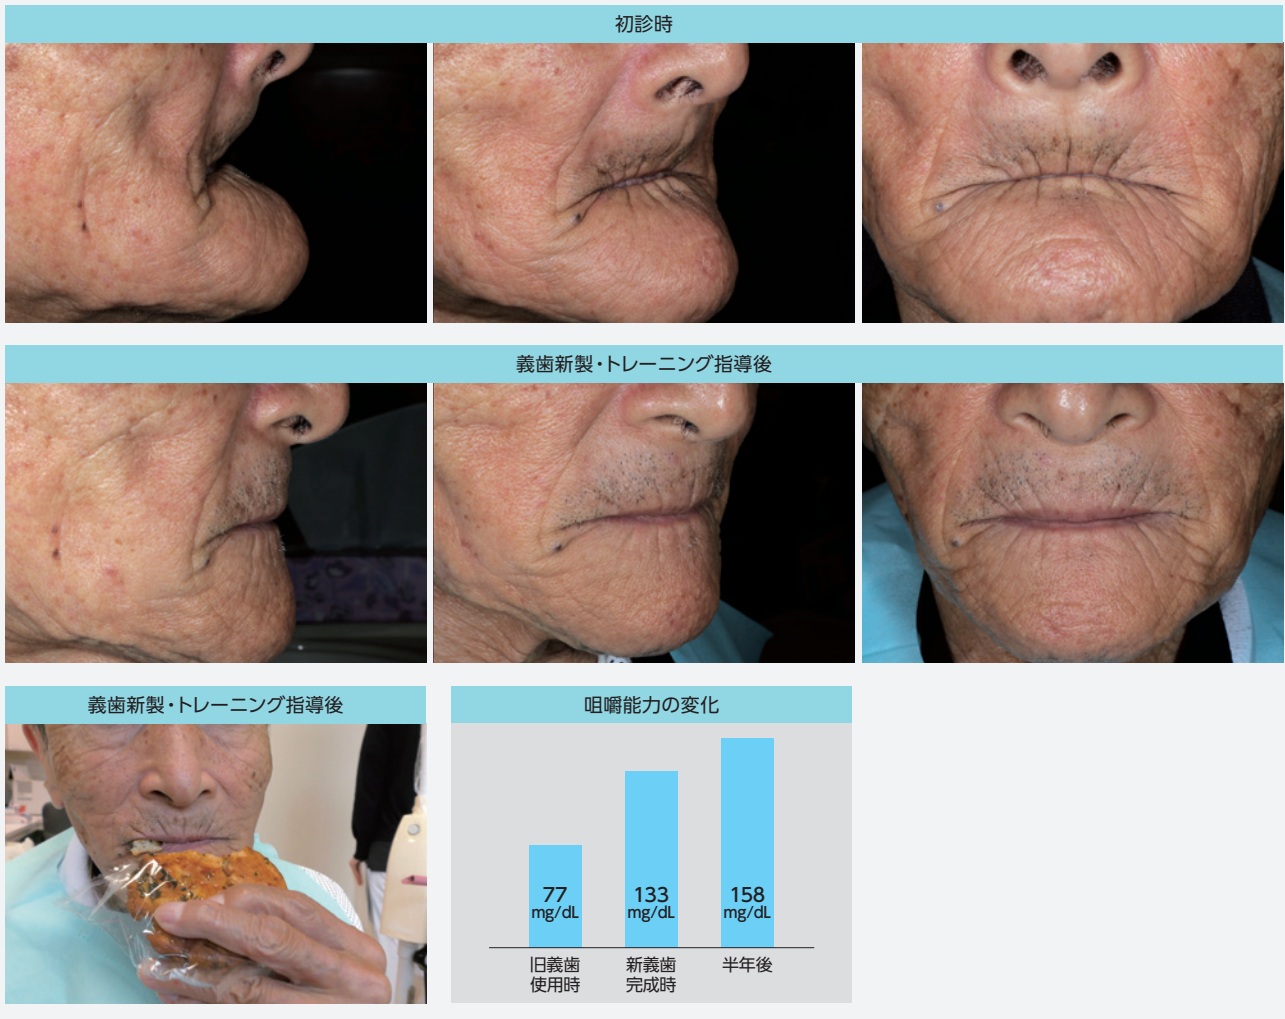 初診時
義歯新製・トレーニング指導後
義歯新製・トレーニング指導後
咀嚼能力の変化
77
mg/dL
133
mg/dL
158
mg/dL
旧義歯
使用時
新義歯
完成時
半年後